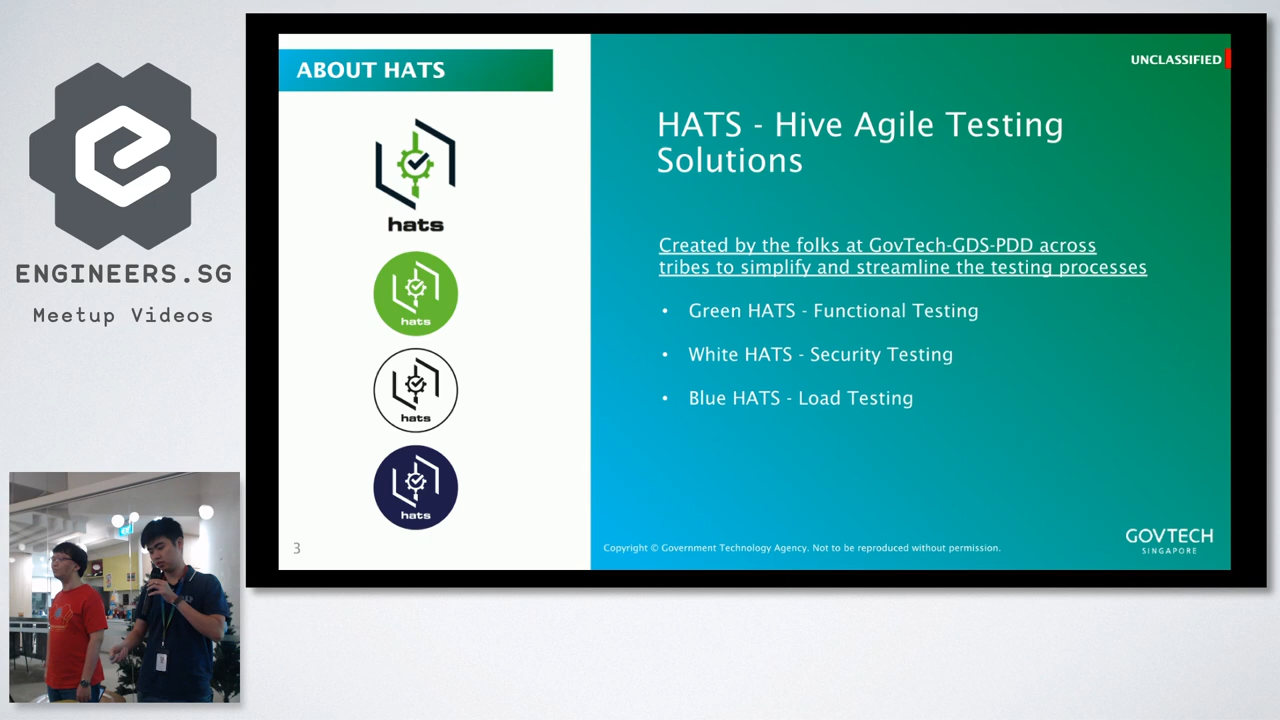 ENGINEERS.SG
Meetup Videos
ABOUT HATS
hats
hats
hats
hats
3
UNCLASSIFIED
HATS - Hive Agile Testing
Solutions
Created by the folks at GovTech-GDS-PDD across
tribes to simplify and streamline the testing processes
• Green HATS - Functional Testing
• White HATS - Security Testing
• Blue HATS - Load Testing
Copyright © Government Technology Agency. Not to be reproduced without permission.
GOVTECH
SINGAPORE